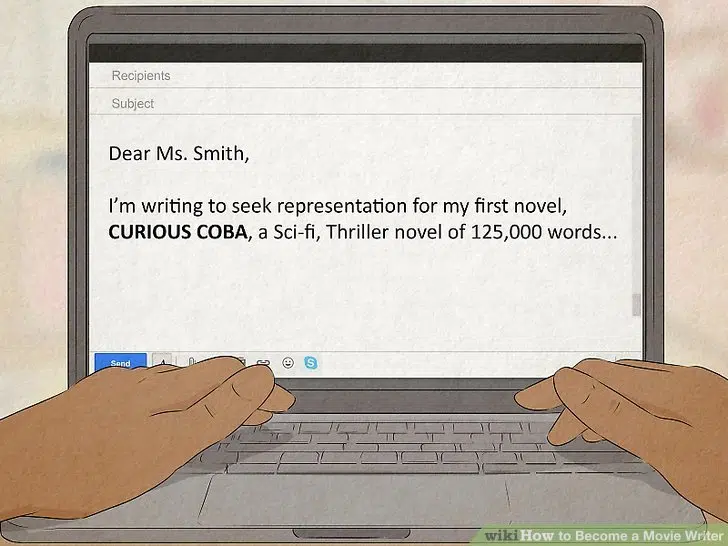 Recipients
Subject
Dear Ms. Smith,
I'm writing to seek representation for my first novel,
CURIOUS COBA, a Sci-fi, Thriller novel of 125,000 words...
Send
wikiHow to Become a Movie Writer